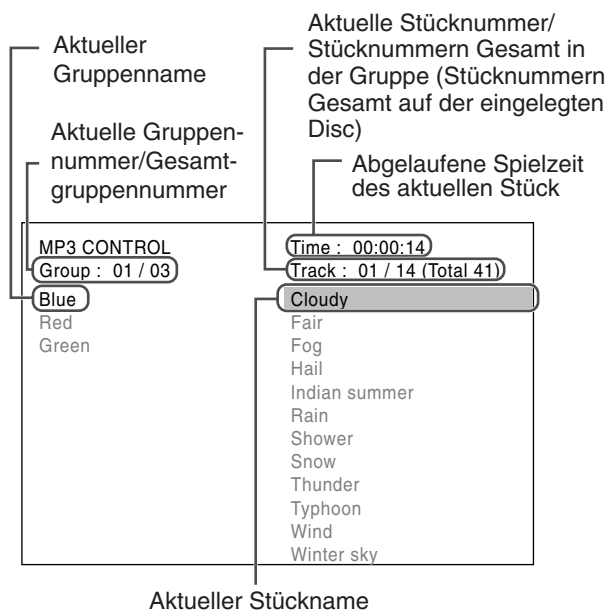 Aktueller
Gruppenname
Aktuelle Stücknummer/
Stücknummern Gesamt in
der Gruppe (Stücknummern
Gesamt auf der eingelegten
Disc)
Aktuelle Gruppen-
nummer/Gesamt-
gruppennummer
Abgelaufene Spielzeit
des aktuellen Stück
MP3 CONTROL
Group : 01 / 03
Blue
Red
Green
Time : 00:00:14
Track : 01 / 14 (Total 41)
Cloudy
Fair
Fog
Hail
Indian summer
Rain
Shower
Snow
Thunder
Typhoon
Wind
Winter sky
Aktueller Stückname